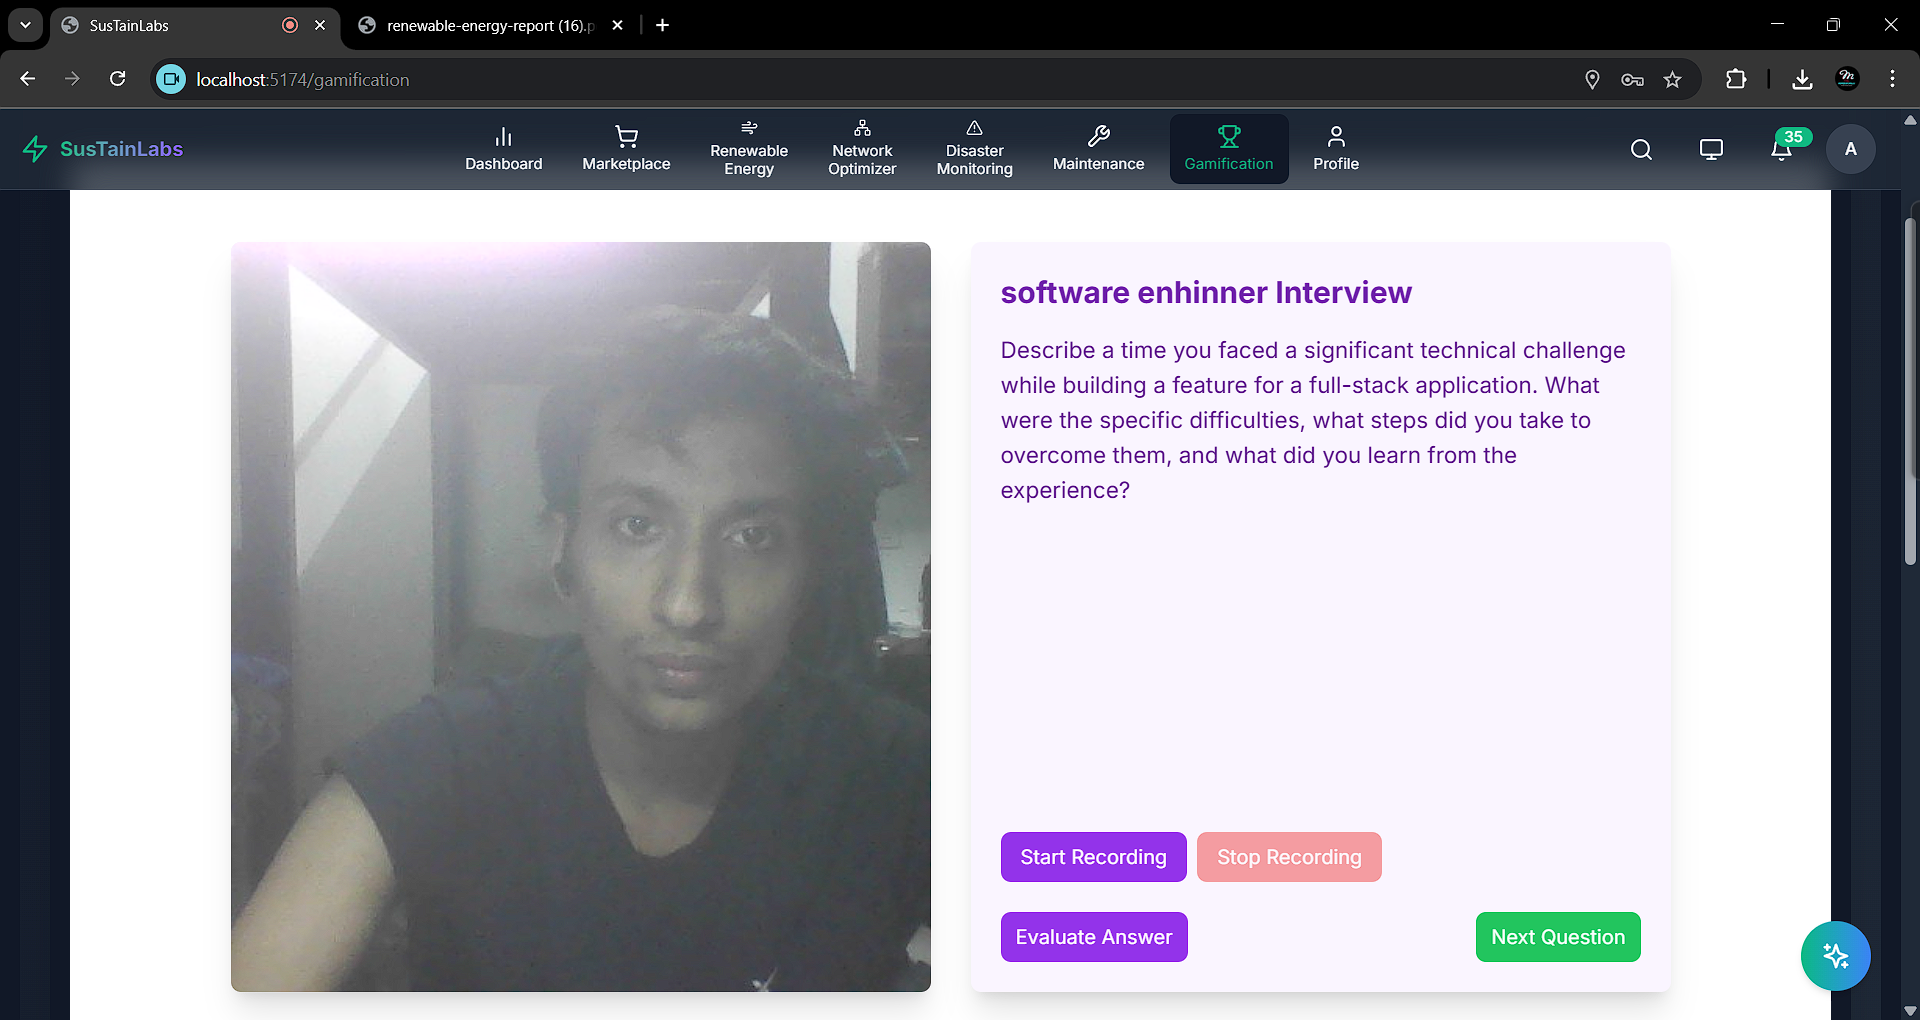 SusTainLabs
renewable-energy-report (16).p
localhost:5174/gamification
SusTainLabs
Dashboard
Marketplace
Renewable
Energy
Network
Optimizer
Disaster
Monitoring
Maintenance
Gamification
Profile
35
A
software enhinner Interview
Describe a time you faced a significant technical challenge
while building a feature for a full-stack application. What
were the specific difficulties, what steps did you take to
overcome them, and what did you learn from the
experience?
Start Recording
Stop Recording
Evaluate Answer
Next Question